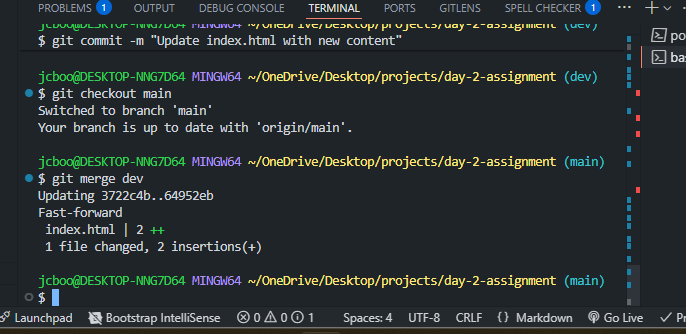 PROBLEMS 1 OUTPUT DEBUG CONSOLE TERMINAL PORTS GITLENS SPELL CHECKER 1 ...
jcboo@DESKTOP-NNG7D64 MINGW64 ~/OneDrive/Desktop/projects/day-2-assignment (dev)
$ git commit -m "Update index.html with new content"
jcboo@DESKTOP-NNG7D64 MINGW64 ~/OneDrive/Desktop/projects/day-2-assignment (dev)
$ git checkout main
Switched to branch 'main'
Your branch is up to date with 'origin/main'.
jcboo@DESKTOP-NNG7D64 MINGW64 ~/OneDrive/Desktop/projects/day-2-assignment (main)
$ git merge dev
Updating 3722c4b..64952eb
Fast-forward
 index.html | 2 ++
 1 file changed, 2 insertions(+)
jcboo@DESKTOP-NNG7D64 MINGW64 ~/OneDrive/Desktop/projects/day-2-assignment (main)
$
po
bas
Launchpad Bootstrap IntelliSense 0 0 1 Spaces: 4 UTF-8 CRLF {} Markdown Go Live ✓ Pr